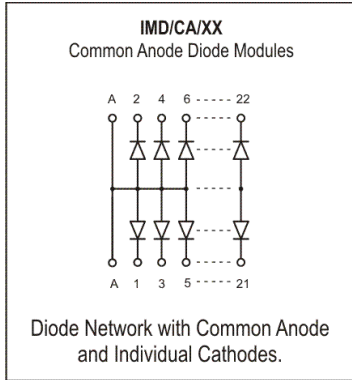 IMD/CA/XX
Common Anode Diode Modules
A 2 4 6 ----- 22
A 1 3 5 ----- 21
Diode Network with Common Anode
and Individual Cathodes.